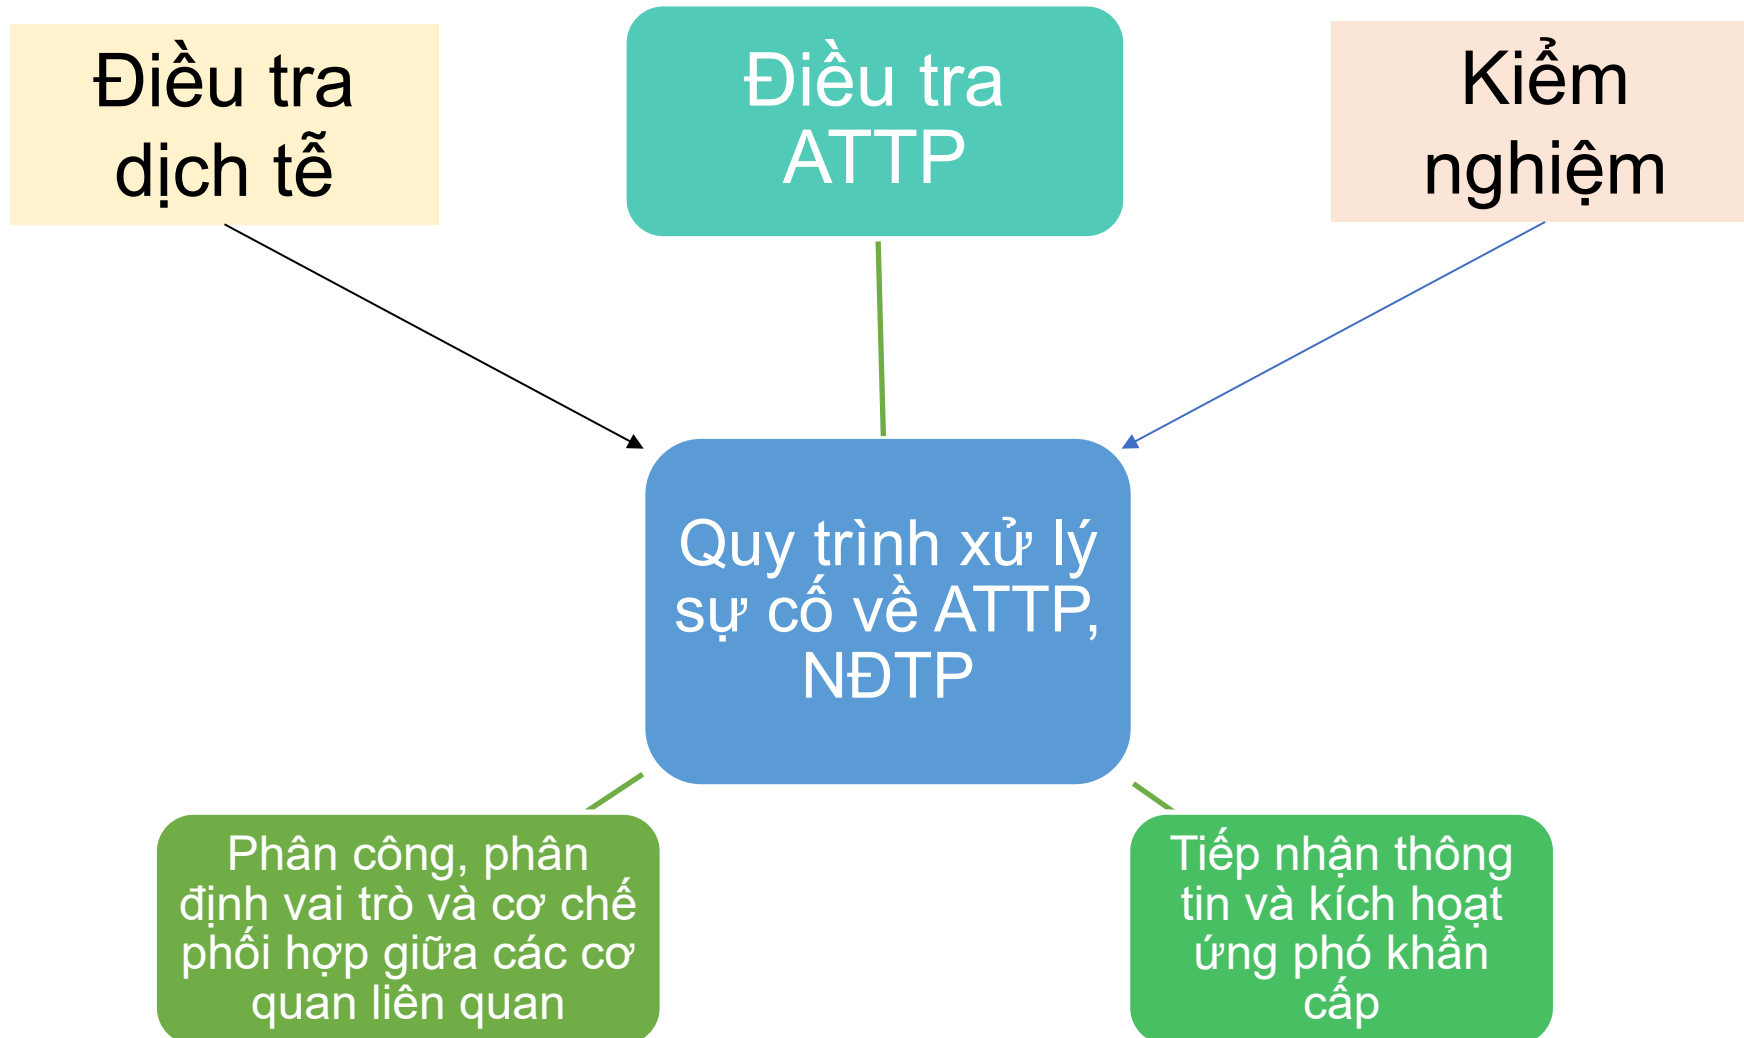 Điều tra
dịch tễ
Điều tra
ATTP
Kiểm
nghiệm
Quy trình xử lý
sự cố về ATTP,
NĐTP
Phân công, phân
định vai trò và cơ chế
phối hợp giữa các cơ
quan liên quan
Tiếp nhận thông
tin và kích hoạt
ứng phó khẩn
cấp